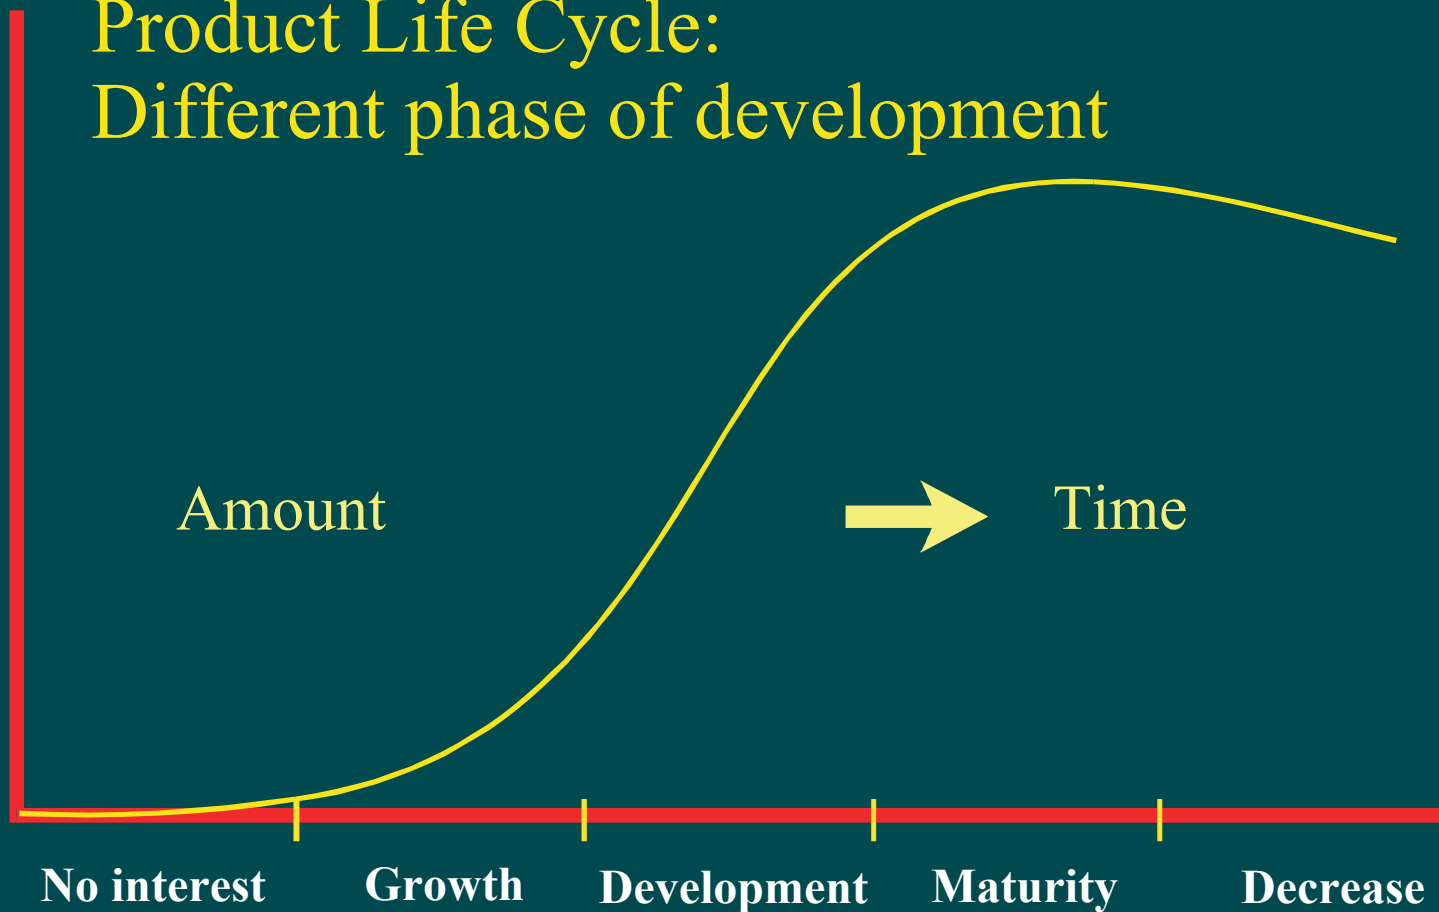 Product Life Cycle:
Different phase of development
Amount
Time
No interest
Growth
Development
Maturity
Decrease